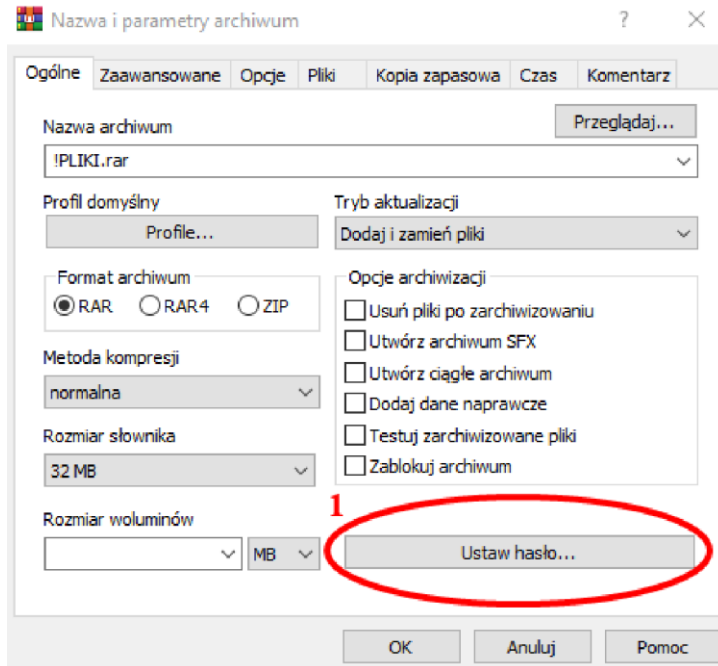 Nazwa i parametry archiwum ?
Ogólne Zaawansowane Opcje Pliki Kopia zapasowa Czas Komentarz
Nazwa archiwum
Przeglądaj...
!PLIKI.rar
Profil domyślny
Profile...
Tryb aktualizacji
Dodaj i zamień pliki
Format archiwum
RAR RAR4 ZIP
Opcje archiwizacji
Usuń pliki po zarchiwizowaniu
Utwórz archiwum SFX
Utwórz ciągłe archiwum
Dodaj dane naprawcze
Testuj zarchiwizowane pliki
Zablokuj archiwum
Metoda kompresji
normalna
Rozmiar słownika
32 MB
Rozmiar woluminów
MB
1
Ustaw hasło...
OK Anuluj Pomoc